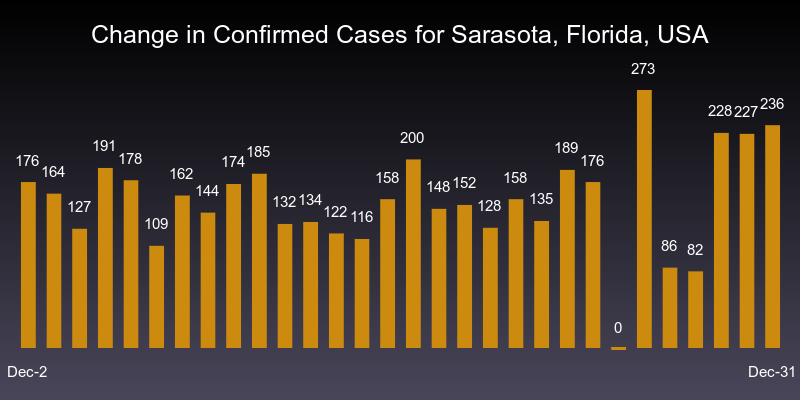 Change in Confirmed Cases for Sarasota, Florida, USA
176 164 127 191 178 109 162 144 174 185 132 134 122 116 158 200 148 152 128 158 135 189 176 0 273 86 82 228 227 236
Dec-2 Dec-31